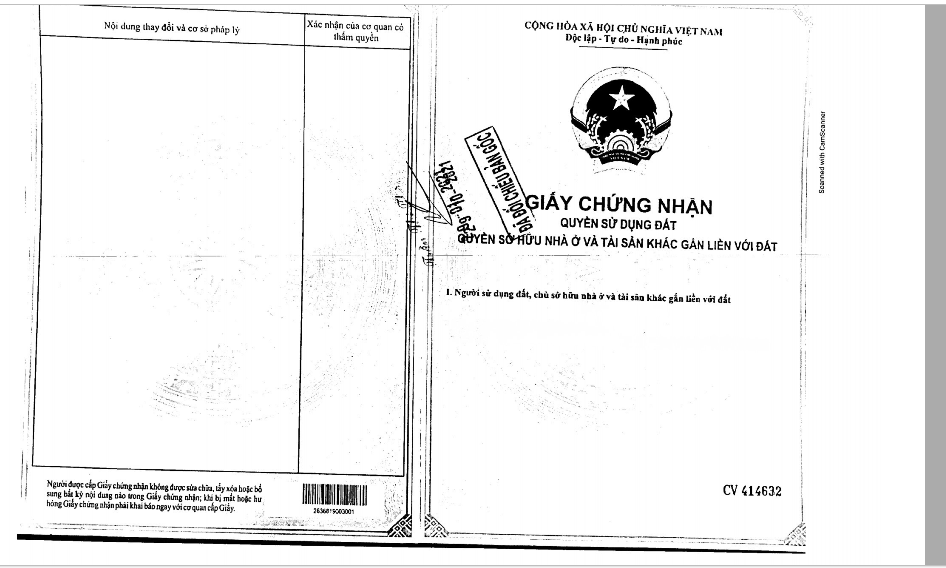 Nội dung thay đổi và cơ sở pháp lý
Xác nhận của cơ quan có
thẩm quyền
Người được cấp Giấy chứng nhận không được sửa chữa, tẩy xóa hoặc bổ
sung bất kỳ nội dung nào trong Giấy chứng nhận; khi bị mất hoặc hư
hỏng Giấy chứng nhận phải khai báo ngay với cơ quan cấp Giấy.
2636819000001
CỘNG HÒA XÃ HỘI CHỦ NGHĨA VIỆT NAM
Độc lập - Tự do - Hạnh phúc
ĐÃ ĐỐI CHIẾU BẢN GỐC
GIẤY CHỨNG NHẬN
QUYỀN SỬ DỤNG ĐẤT
QUYỀN SỞ HỮU NHÀ Ở VÀ TÀI SẢN KHÁC GẮN LIỀN VỚI ĐẤT
I. Người sử dụng đất, chủ sở hữu nhà ở và tài sản khác gắn liền với đất
CV 414632
Scanned with CamScanner